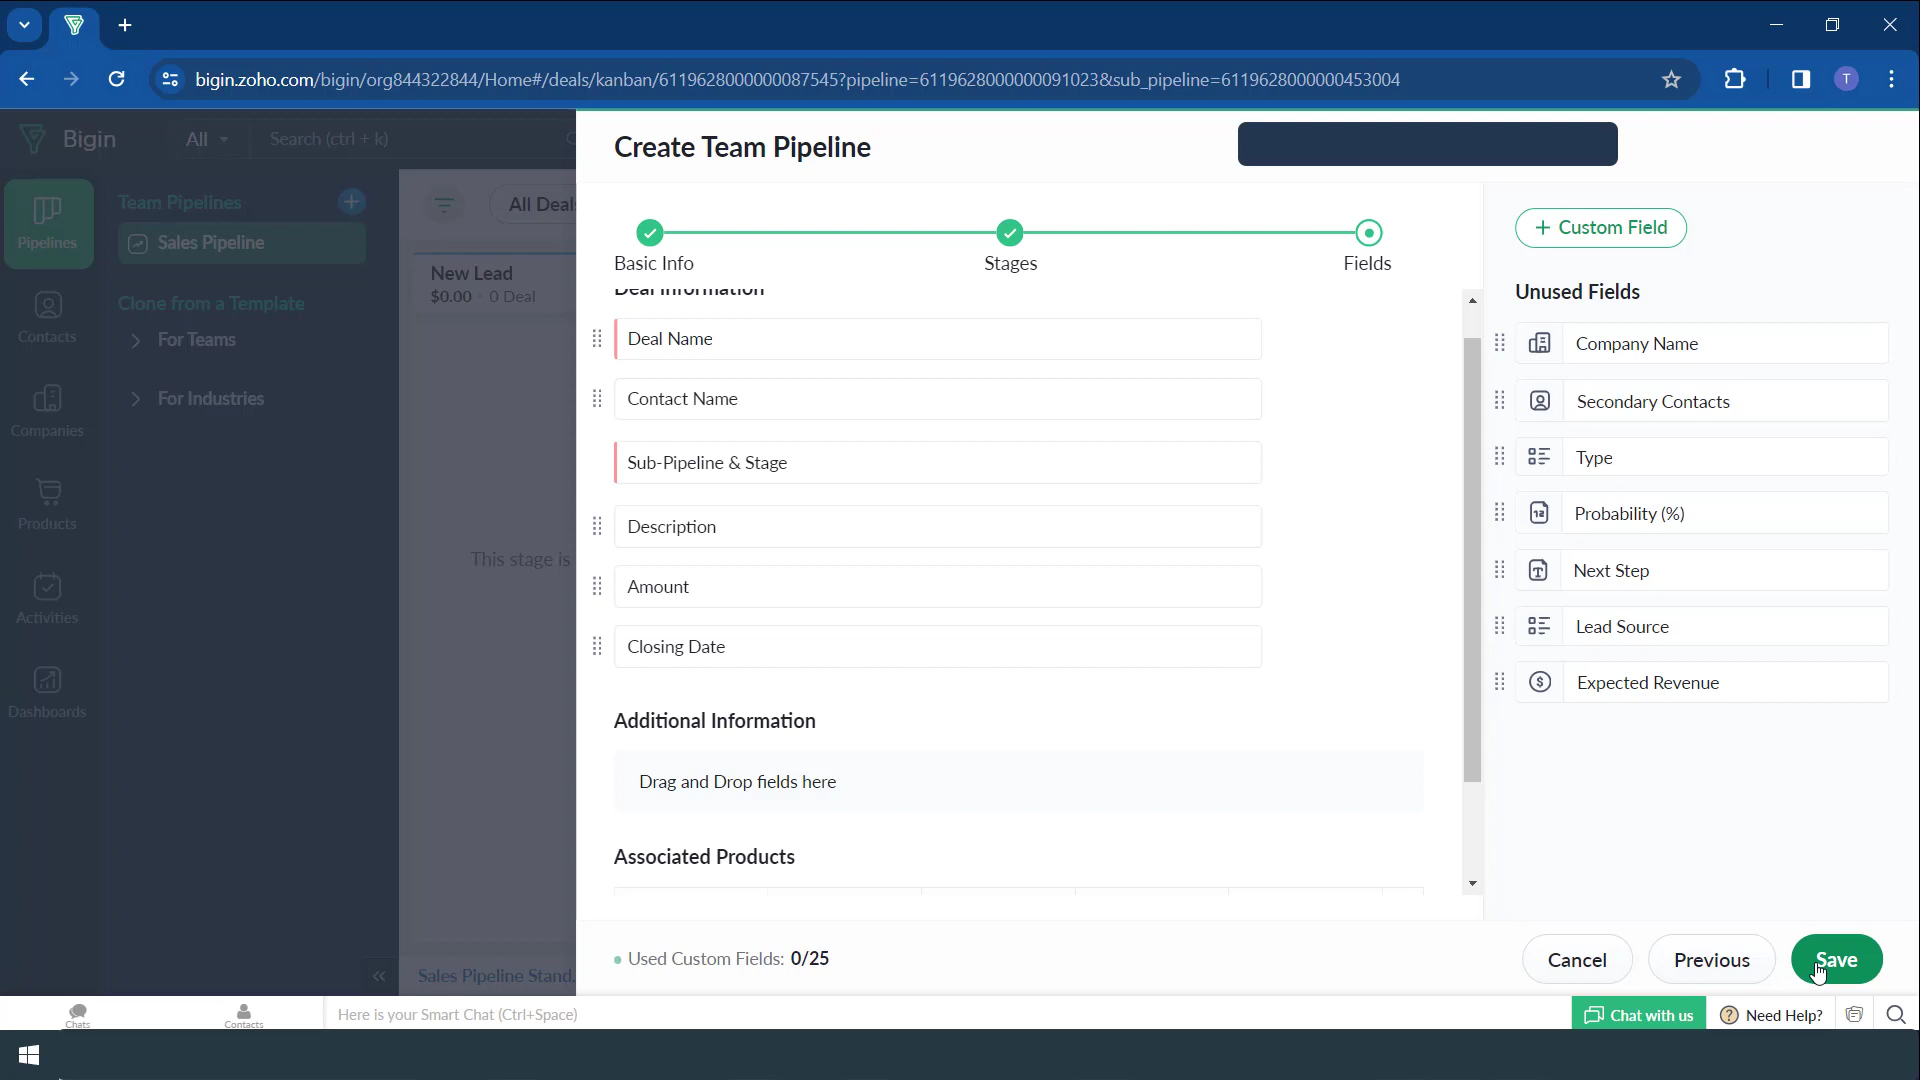 bigin.zoho.com/bigin/org844322844/Home#/deals/kanban/6119628000000087545?pipeline=6119628000000091023&sub_pipeline=6119628000000453004
T
Bigin
All
Search (ctrl + k)
Create Team Pipeline
Pipelines
Contacts
Companies
Products
Activities
Dashboards
Team Pipelines
Sales Pipeline
Clone from a Template
For Teams
For Industries
All Deals
New Lead
$0.00 • 0 Deal
This stage is
Sales Pipeline Stand.
Basic Info
Stages
Fields
Deal Information
Deal Name
Contact Name
Sub-Pipeline & Stage
Description
Amount
Closing Date
Additional Information
Drag and Drop fields here
Associated Products
+ Custom Field
Unused Fields
Company Name
Secondary Contacts
Type
Probability (%)
Next Step
Lead Source
Expected Revenue
Used Custom Fields: 0/25
Cancel
Previous
Save
Chats
Contacts
Here is your Smart Chat (Ctrl+Space)
Chat with us
Need Help?